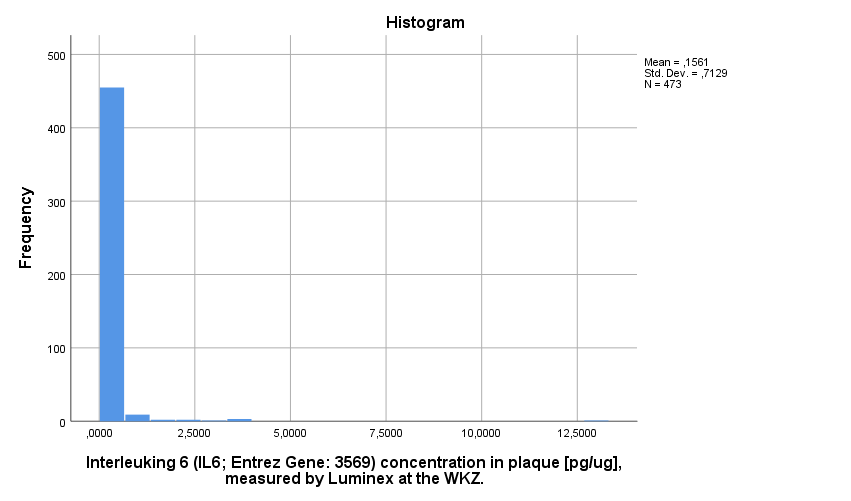 Histogram
Mean = ,1561
Std. Dev. = ,7129
N = 473
500
400
300
200
100
0
Frequency
,0000 2,5000 5,0000 7,5000 10,0000 12,5000
Interleuking 6 (IL6; Entrez Gene: 3569) concentration in plaque [pg/ug],
measured by Luminex at the WKZ.